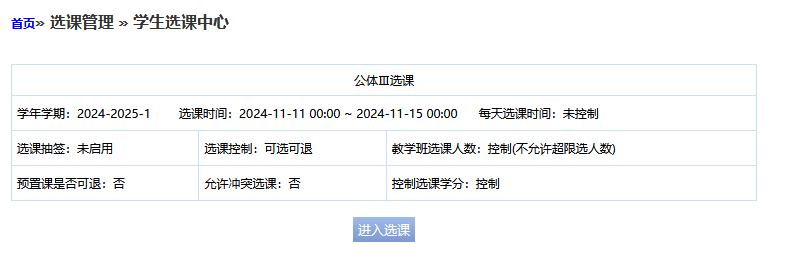 首页» 选课管理 » 学生选课中心
公体Ⅲ选课
学年学期：2024-2025-1 选课时间：2024-11-11 00:00 ~ 2024-11-15 00:00 每天选课时间：未控制
选课抽签：未启用 选课控制：可选可退 教学班选课人数：控制(不允许超限选人数)
预置课是否可退：否 允许冲突选课：否 控制选课学分：控制
进入选课